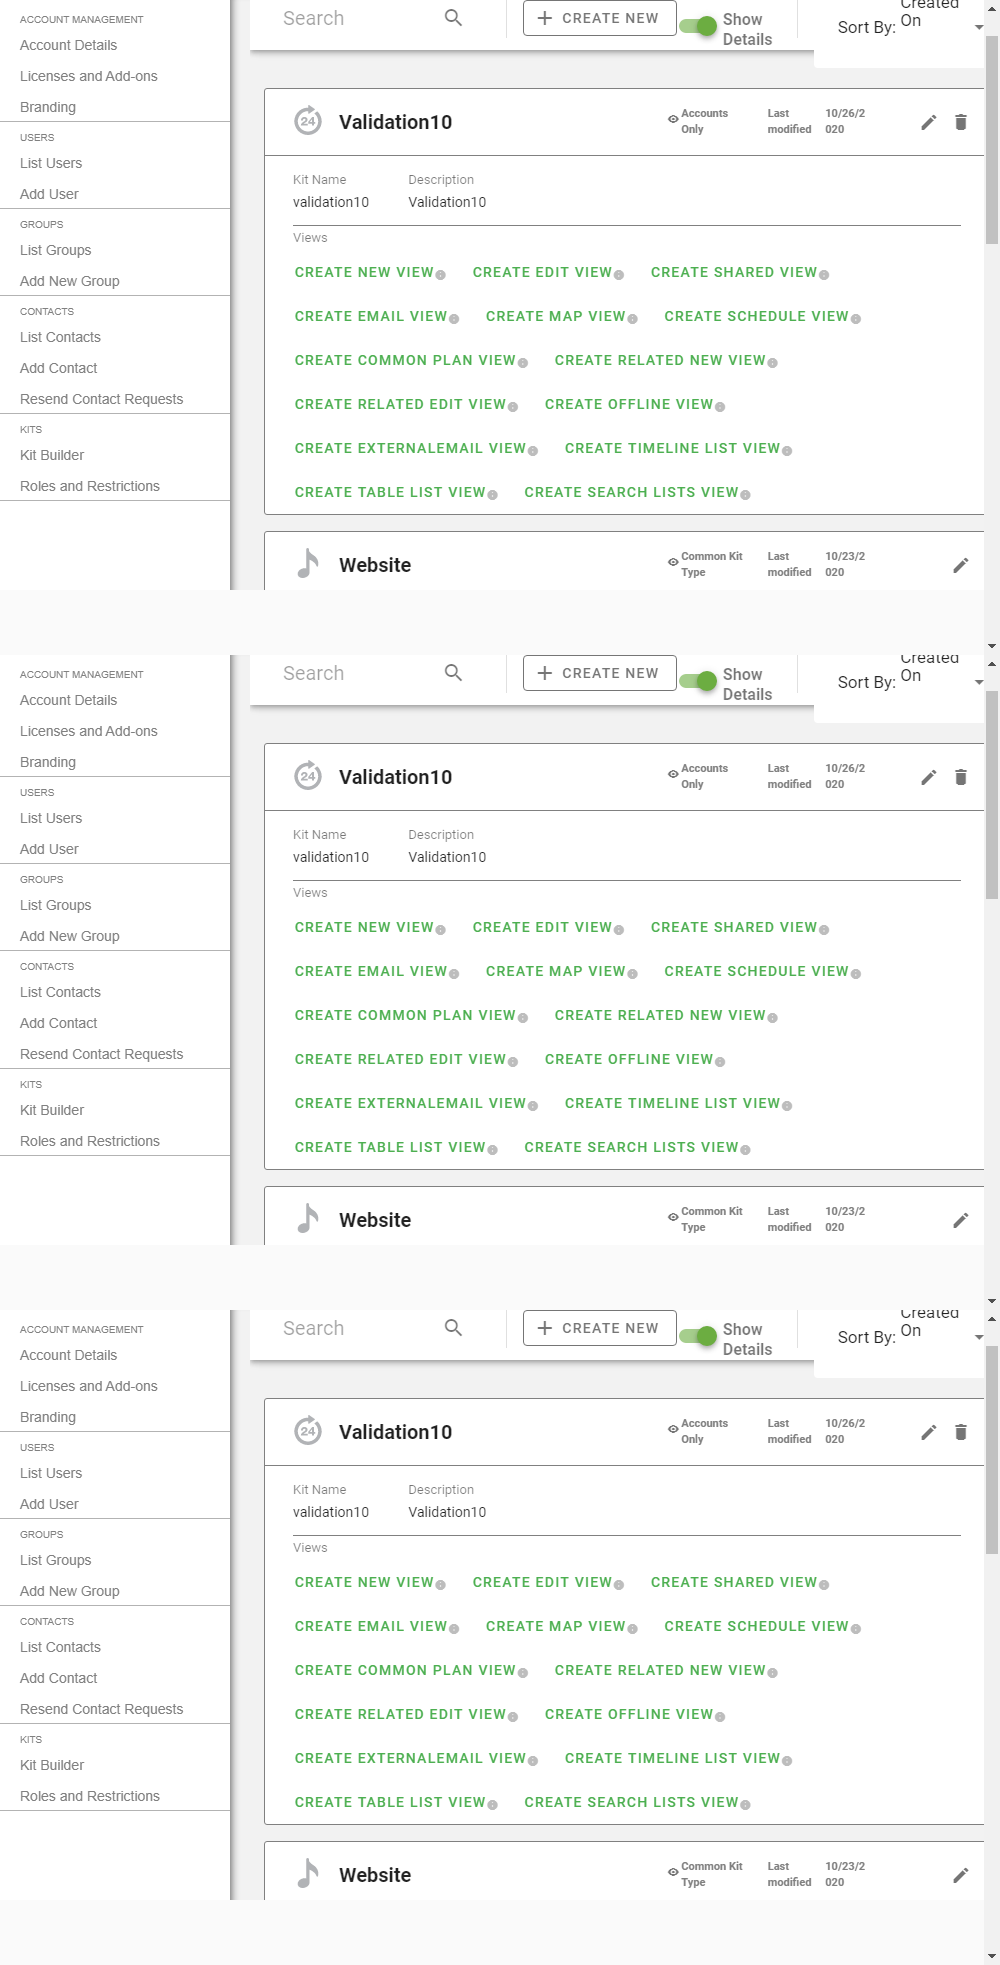 ACCOUNT MANAGEMENT
Account Details
Licenses and Add-ons
Branding
USERS
List Users
Add User
GROUPS
List Groups
Add New Group
CONTACTS
List Contacts
Add Contact
Resend Contact Requests
KITS
Kit Builder
Roles and Restrictions
Search
CREATE NEW
Show
Details
Sort By:
Created
On
24
Validation10
Accounts
Only
Last
modified
10/26/2
020
Kit Name
Description
validation10
Validation10
Views
CREATE NEW VIEW CREATE EDIT VIEW CREATE SHARED VIEW
CREATE EMAIL VIEW CREATE MAP VIEW CREATE SCHEDULE VIEW
CREATE COMMON PLAN VIEW CREATE RELATED NEW VIEW
CREATE RELATED EDIT VIEW CREATE OFFLINE VIEW
CREATE EXTERNALEMAIL VIEW CREATE TIMELINE LIST VIEW
CREATE TABLE LIST VIEW CREATE SEARCH LISTS VIEW
Website
Common Kit
Type
Last
modified
10/23/2
020
ACCOUNT MANAGEMENT
Account Details
Licenses and Add-ons
Branding
USERS
List Users
Add User
GROUPS
List Groups
Add New Group
CONTACTS
List Contacts
Add Contact
Resend Contact Requests
KITS
Kit Builder
Roles and Restrictions
Search
CREATE NEW
Show
Details
Sort By:
Created
On
24
Validation10
Accounts
Only
Last
modified
10/26/2
020
Kit Name
Description
validation10
Validation10
Views
CREATE NEW VIEW CREATE EDIT VIEW CREATE SHARED VIEW
CREATE EMAIL VIEW CREATE MAP VIEW CREATE SCHEDULE VIEW
CREATE COMMON PLAN VIEW CREATE RELATED NEW VIEW
CREATE RELATED EDIT VIEW CREATE OFFLINE VIEW
CREATE EXTERNALEMAIL VIEW CREATE TIMELINE LIST VIEW
CREATE TABLE LIST VIEW CREATE SEARCH LISTS VIEW
Website
Common Kit
Type
Last
modified
10/23/2
020
ACCOUNT MANAGEMENT
Account Details
Licenses and Add-ons
Branding
USERS
List Users
Add User
GROUPS
List Groups
Add New Group
CONTACTS
List Contacts
Add Contact
Resend Contact Requests
KITS
Kit Builder
Roles and Restrictions
Search
CREATE NEW
Show
Details
Sort By:
Created
On
24
Validation10
Accounts
Only
Last
modified
10/26/2
020
Kit Name
Description
validation10
Validation10
Views
CREATE NEW VIEW CREATE EDIT VIEW CREATE SHARED VIEW
CREATE EMAIL VIEW CREATE MAP VIEW CREATE SCHEDULE VIEW
CREATE COMMON PLAN VIEW CREATE RELATED NEW VIEW
CREATE RELATED EDIT VIEW CREATE OFFLINE VIEW
CREATE EXTERNALEMAIL VIEW CREATE TIMELINE LIST VIEW
CREATE TABLE LIST VIEW CREATE SEARCH LISTS VIEW
Website
Common Kit
Type
Last
modified
10/23/2
020